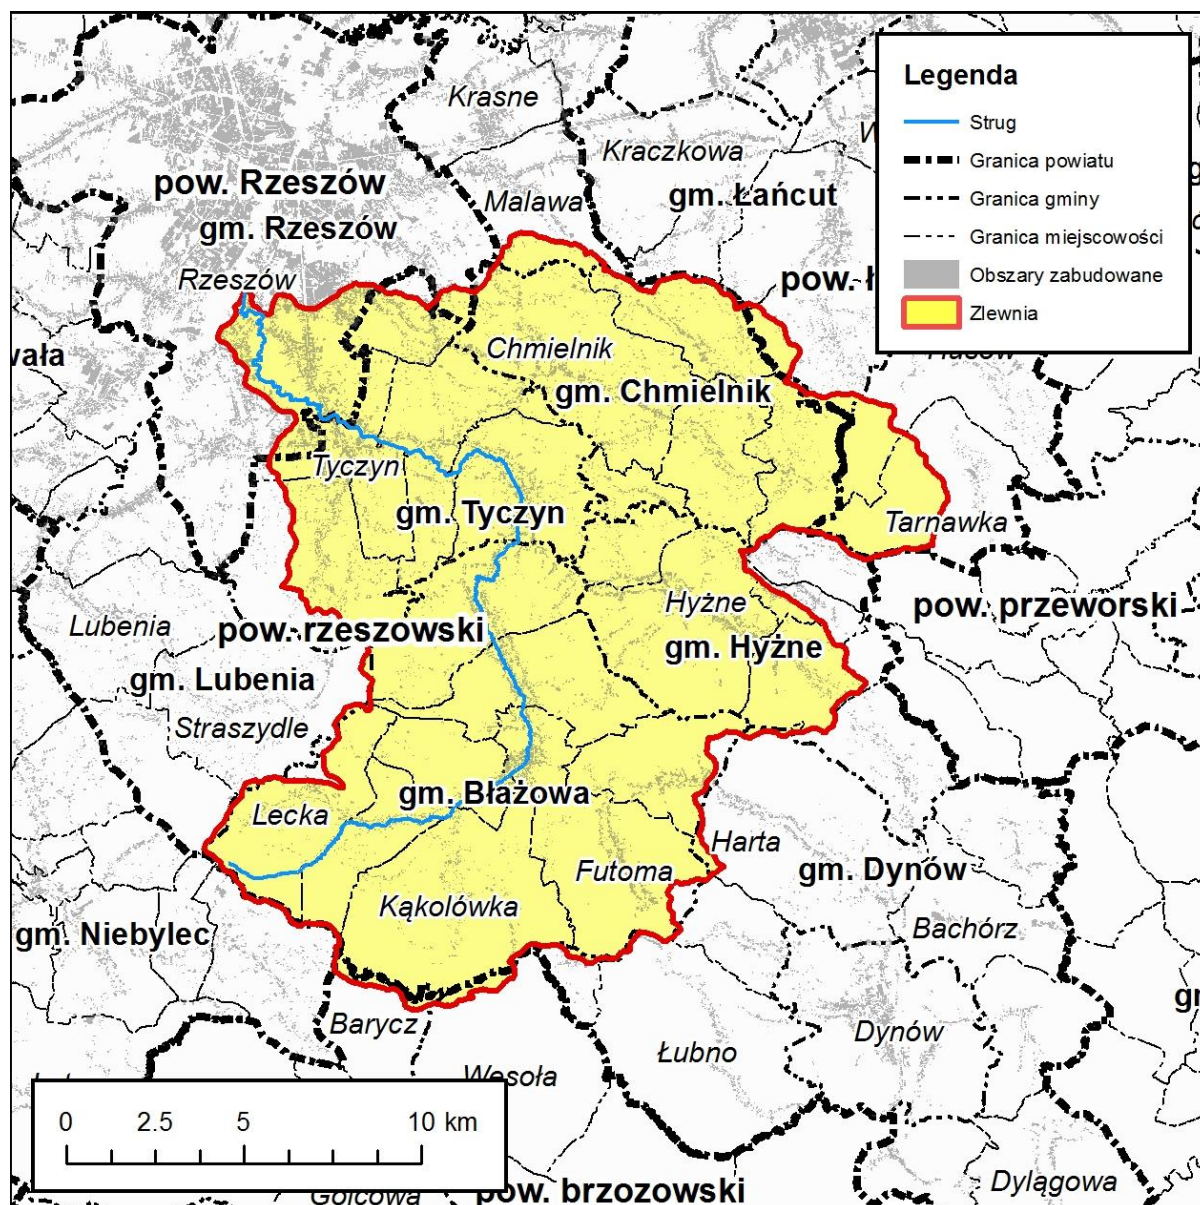 Legenda
Strug
Granica powiatu
Granica gminy
Granica miejscowości
Obszary zabudowane
Zlewnia
Krasne
Kraczkowa
pow. Rzeszów
gm. Łańcut
Malawa
gm. Rzeszów
Rzeszów
pow.
Chmielnik
gm. Chmielnik
Tyczyn
gm. Tyczyn
Tarnawka
Hyżne
pow. przeworski
Lubenia
pow. rzeszowski
gm. Hyżne
gm. Lubenia
Straszydle
gm. Błażowa
Lecka
Harta
gm. Dynów
Futoma
Kąkolówka
Bachórz
gm. Niebylec
Barycz
Łubno
Dynów
Wesoła
0 2.5 5 10 km
Dylągowa
pow. brzozowski